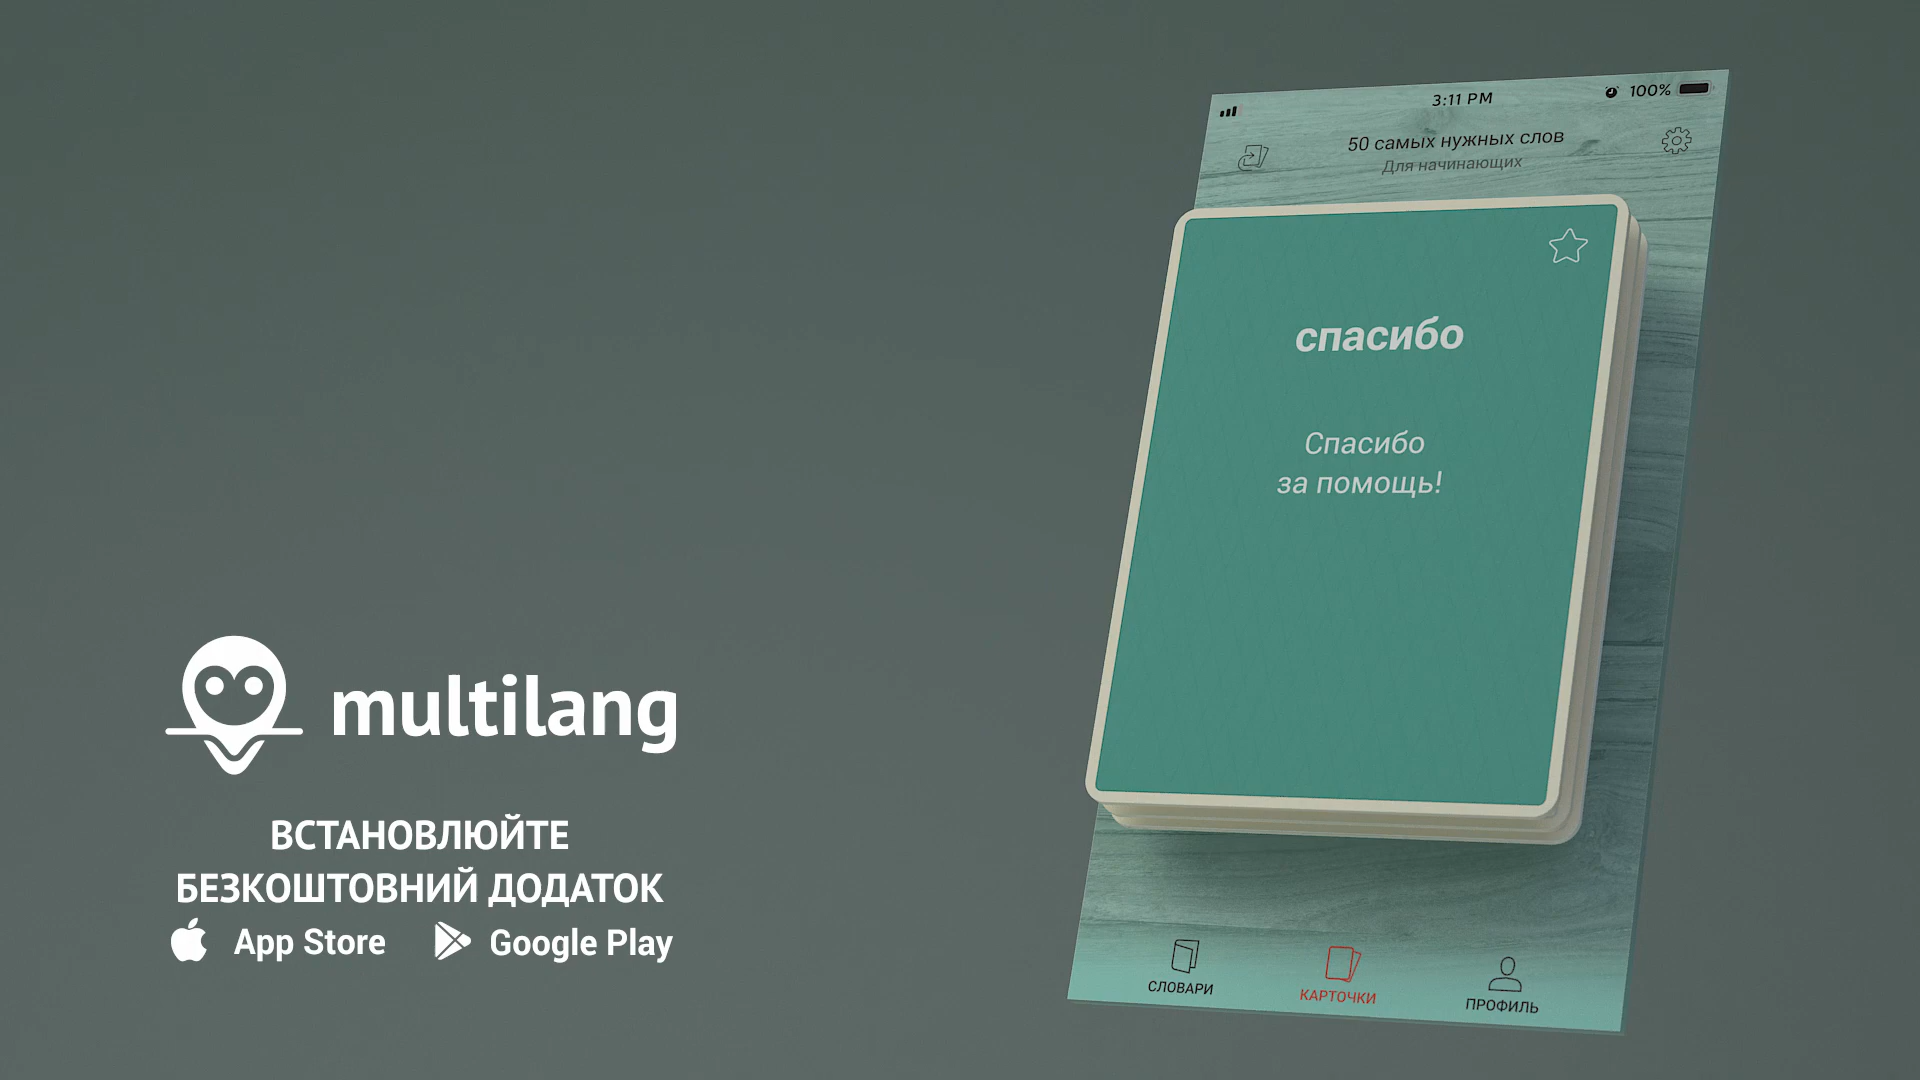 3:11 PM
100%
50 самых нужных слов
Для начинающих
спасибо
Спасибо
за помощь!
СЛОВАРИ
КАРТОЧКИ
ПРОФИЛЬ
multilang
ВСТАНОВЛЮЙТЕ
БЕЗКОШТОВНИЙ ДОДАТОК
App Store
Google Play